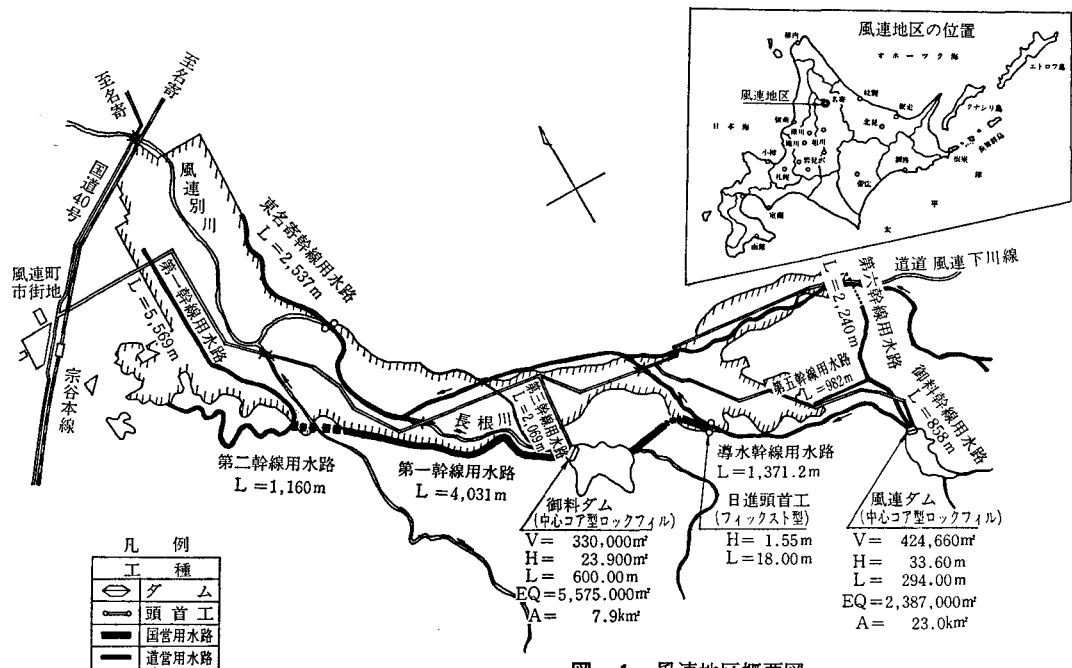 風連地区の位置
オホーツク海
稚内
エトロフ島
風連地区
名寄
紋別
網走
クナシリ島
北見
日本海
留萌
旭川
小樽
札幌
岩見沢
帯広
釧路
根室
室蘭
函館
太
平
洋
至名寄
至名寄
国道40号
風連別川
東名寄幹線用水路
L=2,537m
風連町
市街地
第一幹線用水路
L=5,569m
宗谷本線
道道 風連下川線
第六幹線用水路
L=2,240m
第五幹線用水路
L=982m
御料幹線用水路
L=858m
第三幹線用水路
L=2,069m
長根川
第二幹線用水路
L=1,160m
第一幹線用水路
L=4,031m
導水幹線用水路
L=1,371.2m
御料ダム
(中心コア型ロックフィル)
V= 330,000㎥
H= 23.900㎡
L= 600.00m
EQ=5,575.000㎥
A= 7.9k㎡
日進頭首工
(フィックスト型)
H= 1.55m
L=18.00m
風連ダム
(中心コア型ロックフィル)
V= 424,660㎥
H= 33.60m
L= 294.00m
EQ=2,387,000㎥
A= 23.0k㎡
凡 例
工 種
ダ ム
頭首工
国営用水路
道営用水路